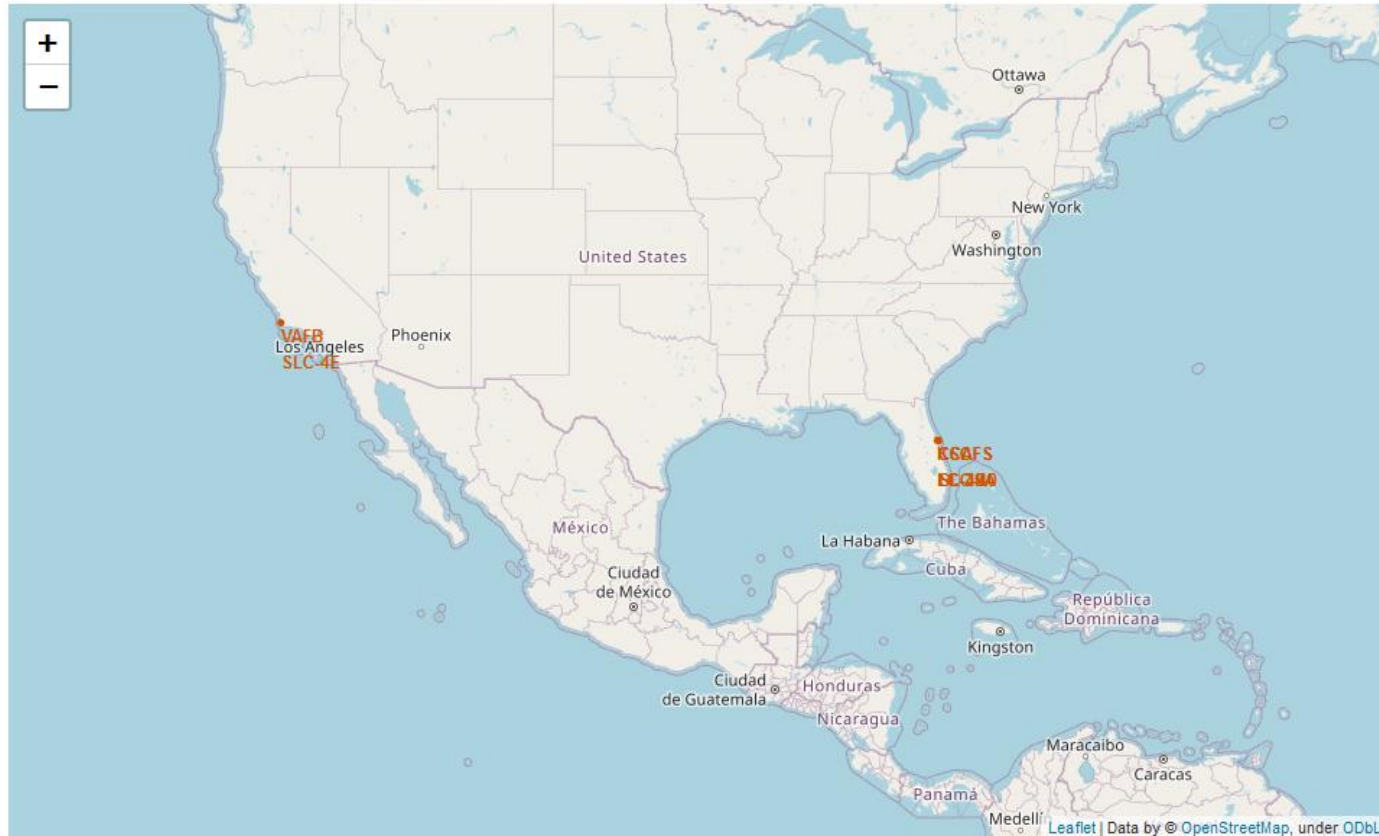 +
−
Ottawa
New York
Washington
United States
VAFB
Phoenix
Los Angeles
SLC-4E
The Bahamas
México
La Habana
Cuba
Ciudad
de México
República
Dominicana
Kingston
Ciudad
de Guatemala
Honduras
Nicaragua
Maracaibo
Caracas
Panamá
Leaflet | Data by © OpenStreetMap, under ODbL